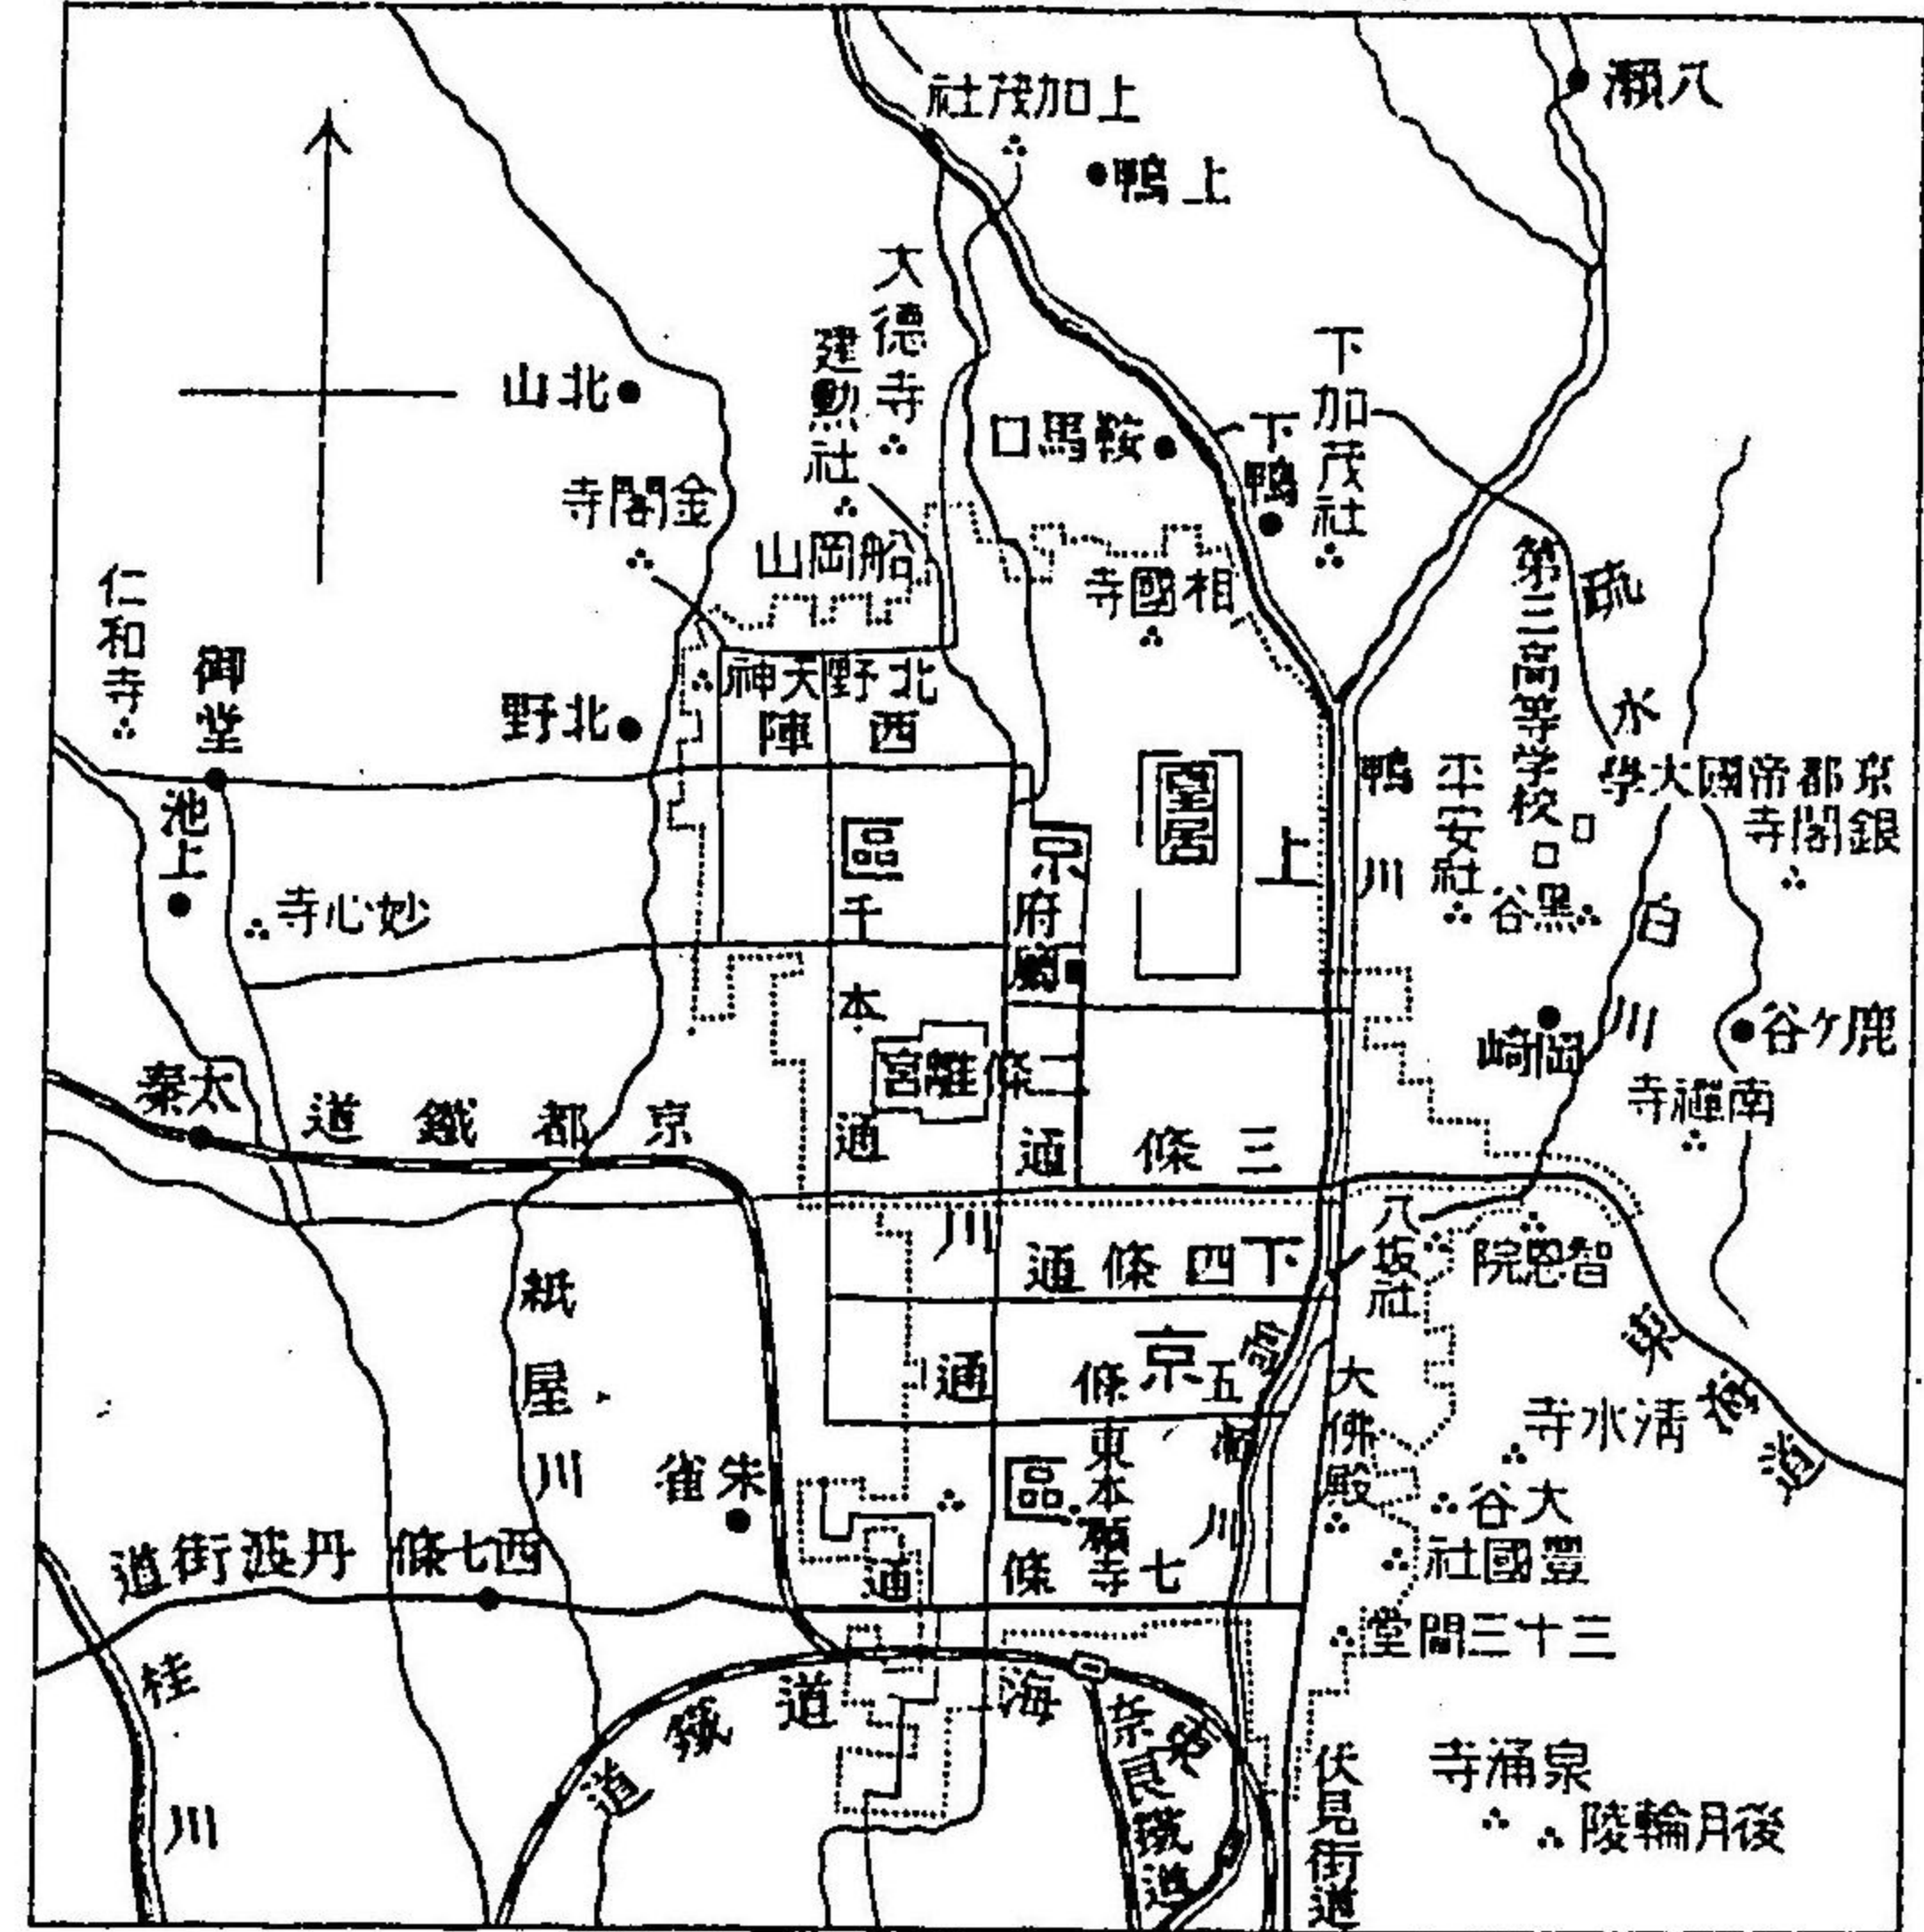 八瀬
上加茂社
上鴨
大德寺
建勲社
下加茂社
下鴨
鞍馬口
北山
金閣寺
船岡山
相國寺
第三高等学校
疏水
仁和寺
御堂
北野
北野天神
西陣
皇居
鴨川
平安社
京都帝國大學
銀閣寺
池上
妙心寺
上京區
府廳
黑谷
白川
千本通
岡崎
鹿ケ谷
二條離宮
南禪寺
太秦
京都鐵道
三條通
八坂社
智恩院
堀川通
四條通
下京區
紙屋川
五條
大佛殿
東海道
清水寺
東本願寺
朱雀
大谷
豐國社
丹波街道
西七條
七條通
三十三間堂
桂川
東海道鐵道
奈良鐵道
伏見街道
泉涌寺
後月輪陵